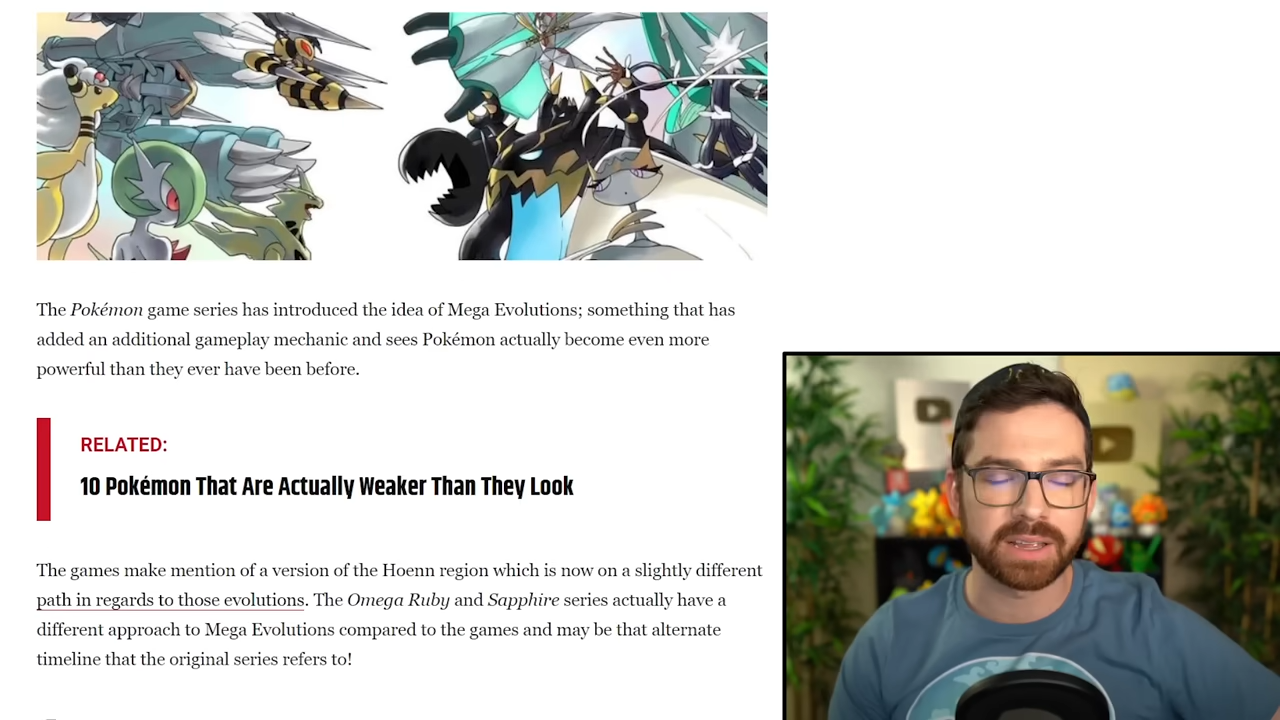 The Pokémon game series has introduced the idea of Mega Evolutions; something that has
added an additional gameplay mechanic and sees Pokémon actually become even more
powerful than they ever have been before.
RELATED:
10 Pokémon That Are Actually Weaker Than They Look
The games make mention of a version of the Hoenn region which is now on a slightly different
path in regards to those evolutions. The Omega Ruby and Sapphire series actually have a
different approach to Mega Evolutions compared to the games and may be that alternate
timeline that the original series refers to!